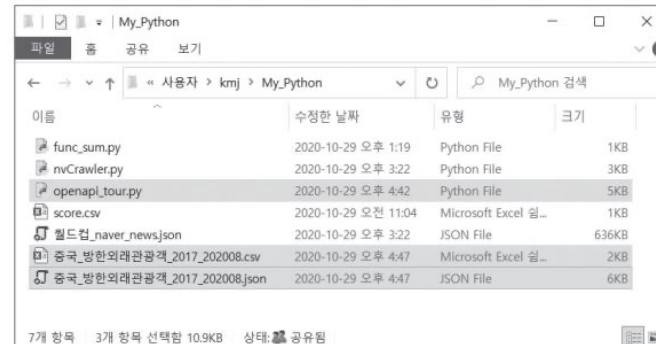 My_Python
파일 홈 공유 보기
« 사용자 > kmj > My_Python My_Python 검색
이름 수정한 날짜 유형 크기
func_sum.py 2020-10-29 오후 1:19 Python File 1KB
nvCrawler.py 2020-10-29 오후 3:22 Python File 3KB
openapi_tour.py 2020-10-29 오후 4:42 Python File 5KB
score.csv 2020-10-29 오전 11:04 Microsoft Excel 쉼... 1KB
월드컵_naver_news.json 2020-10-29 오후 3:22 JSON File 636KB
중국_방한외래관광객_2017_202008.csv 2020-10-29 오후 4:47 Microsoft Excel 쉼... 2KB
중국_방한외래관광객_2017_202008.json 2020-10-29 오후 4:47 JSON File 6KB
7개 항목 3개 항목 선택함 10.9KB 상태: 공유됨